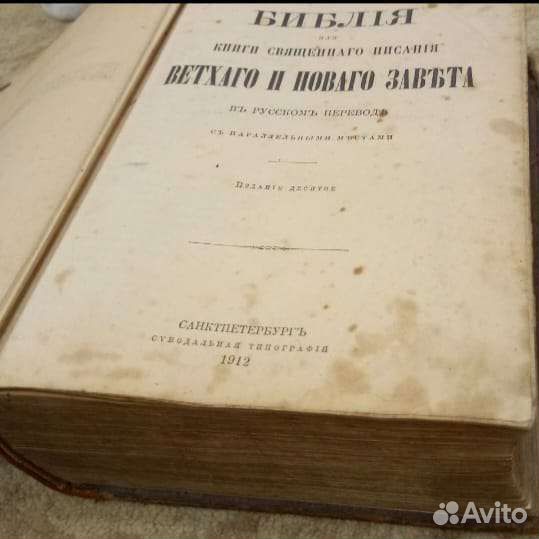 БИБЛІЯ
ИЛИ
КНИГИ СВЯЩЕННАГО ПИСАНІЯ
ВЕТХАГО И НОВАГО ЗАВѢТА
ВЪ РУССКОМЪ ПЕРЕВОДѢ
СЪ ПАРАЛЛЕЛЬНЫМИ МѢСТАМИ
ИЗДАНІЕ ДЕСЯТОЕ
САНКТПЕТЕРБУРГЪ
СѴНОДАЛЬНАЯ ТИПОГРАФІЯ
1912
Avito